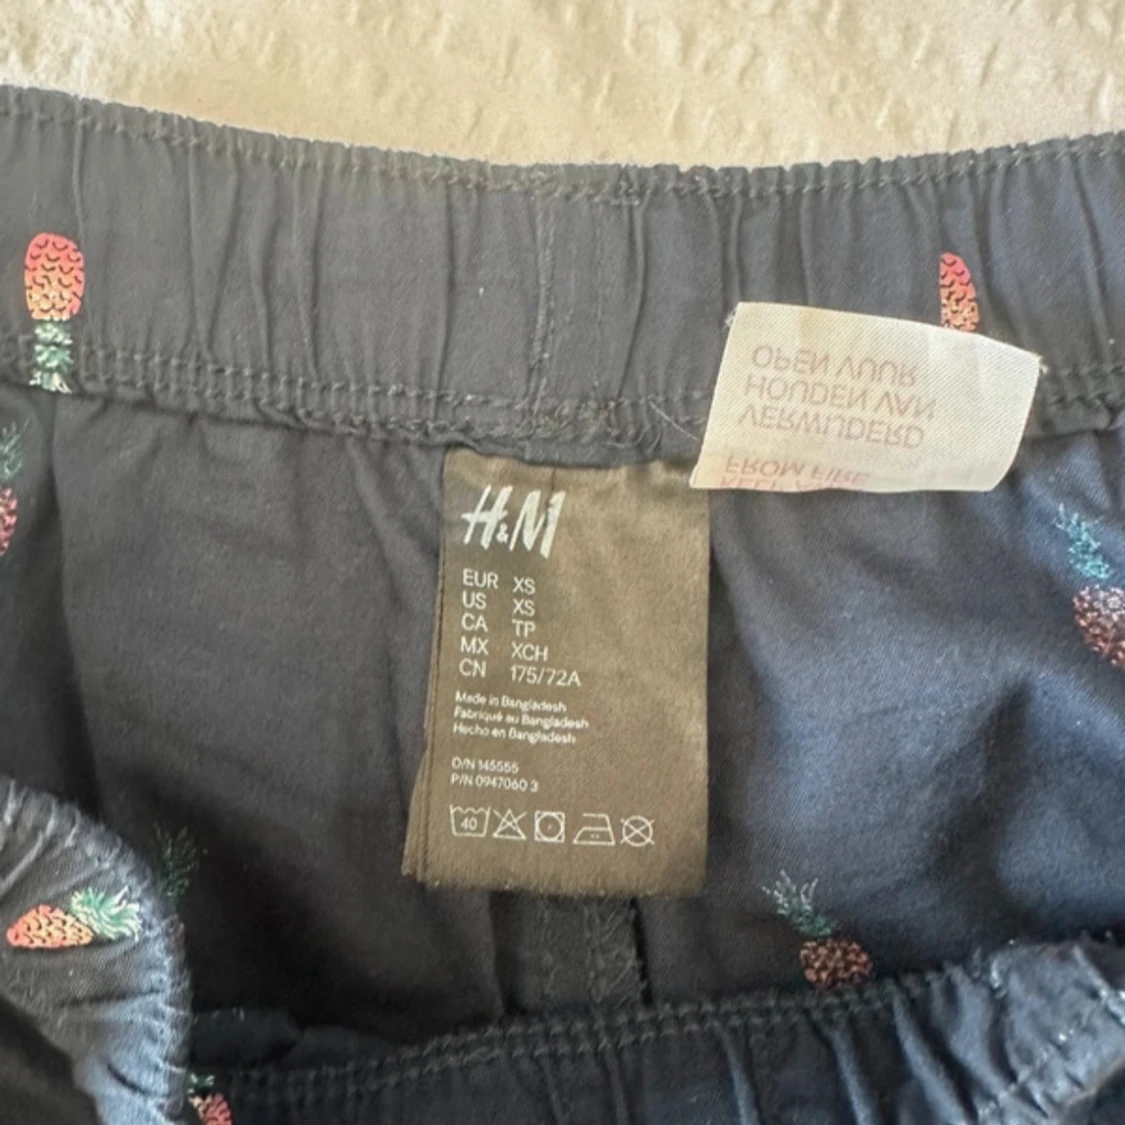 OPEN VUUR
HOUDEN VAN
VERWIJDERD
FROM FIRE
H&M
EUR XS
US XS
CA TP
MX XCH
CN 175/72A
Made in Bangladesh
Fabriqué au Bangladesh
Hecho en Bangladesh
O/N 145555
P/N 0947060 3
40